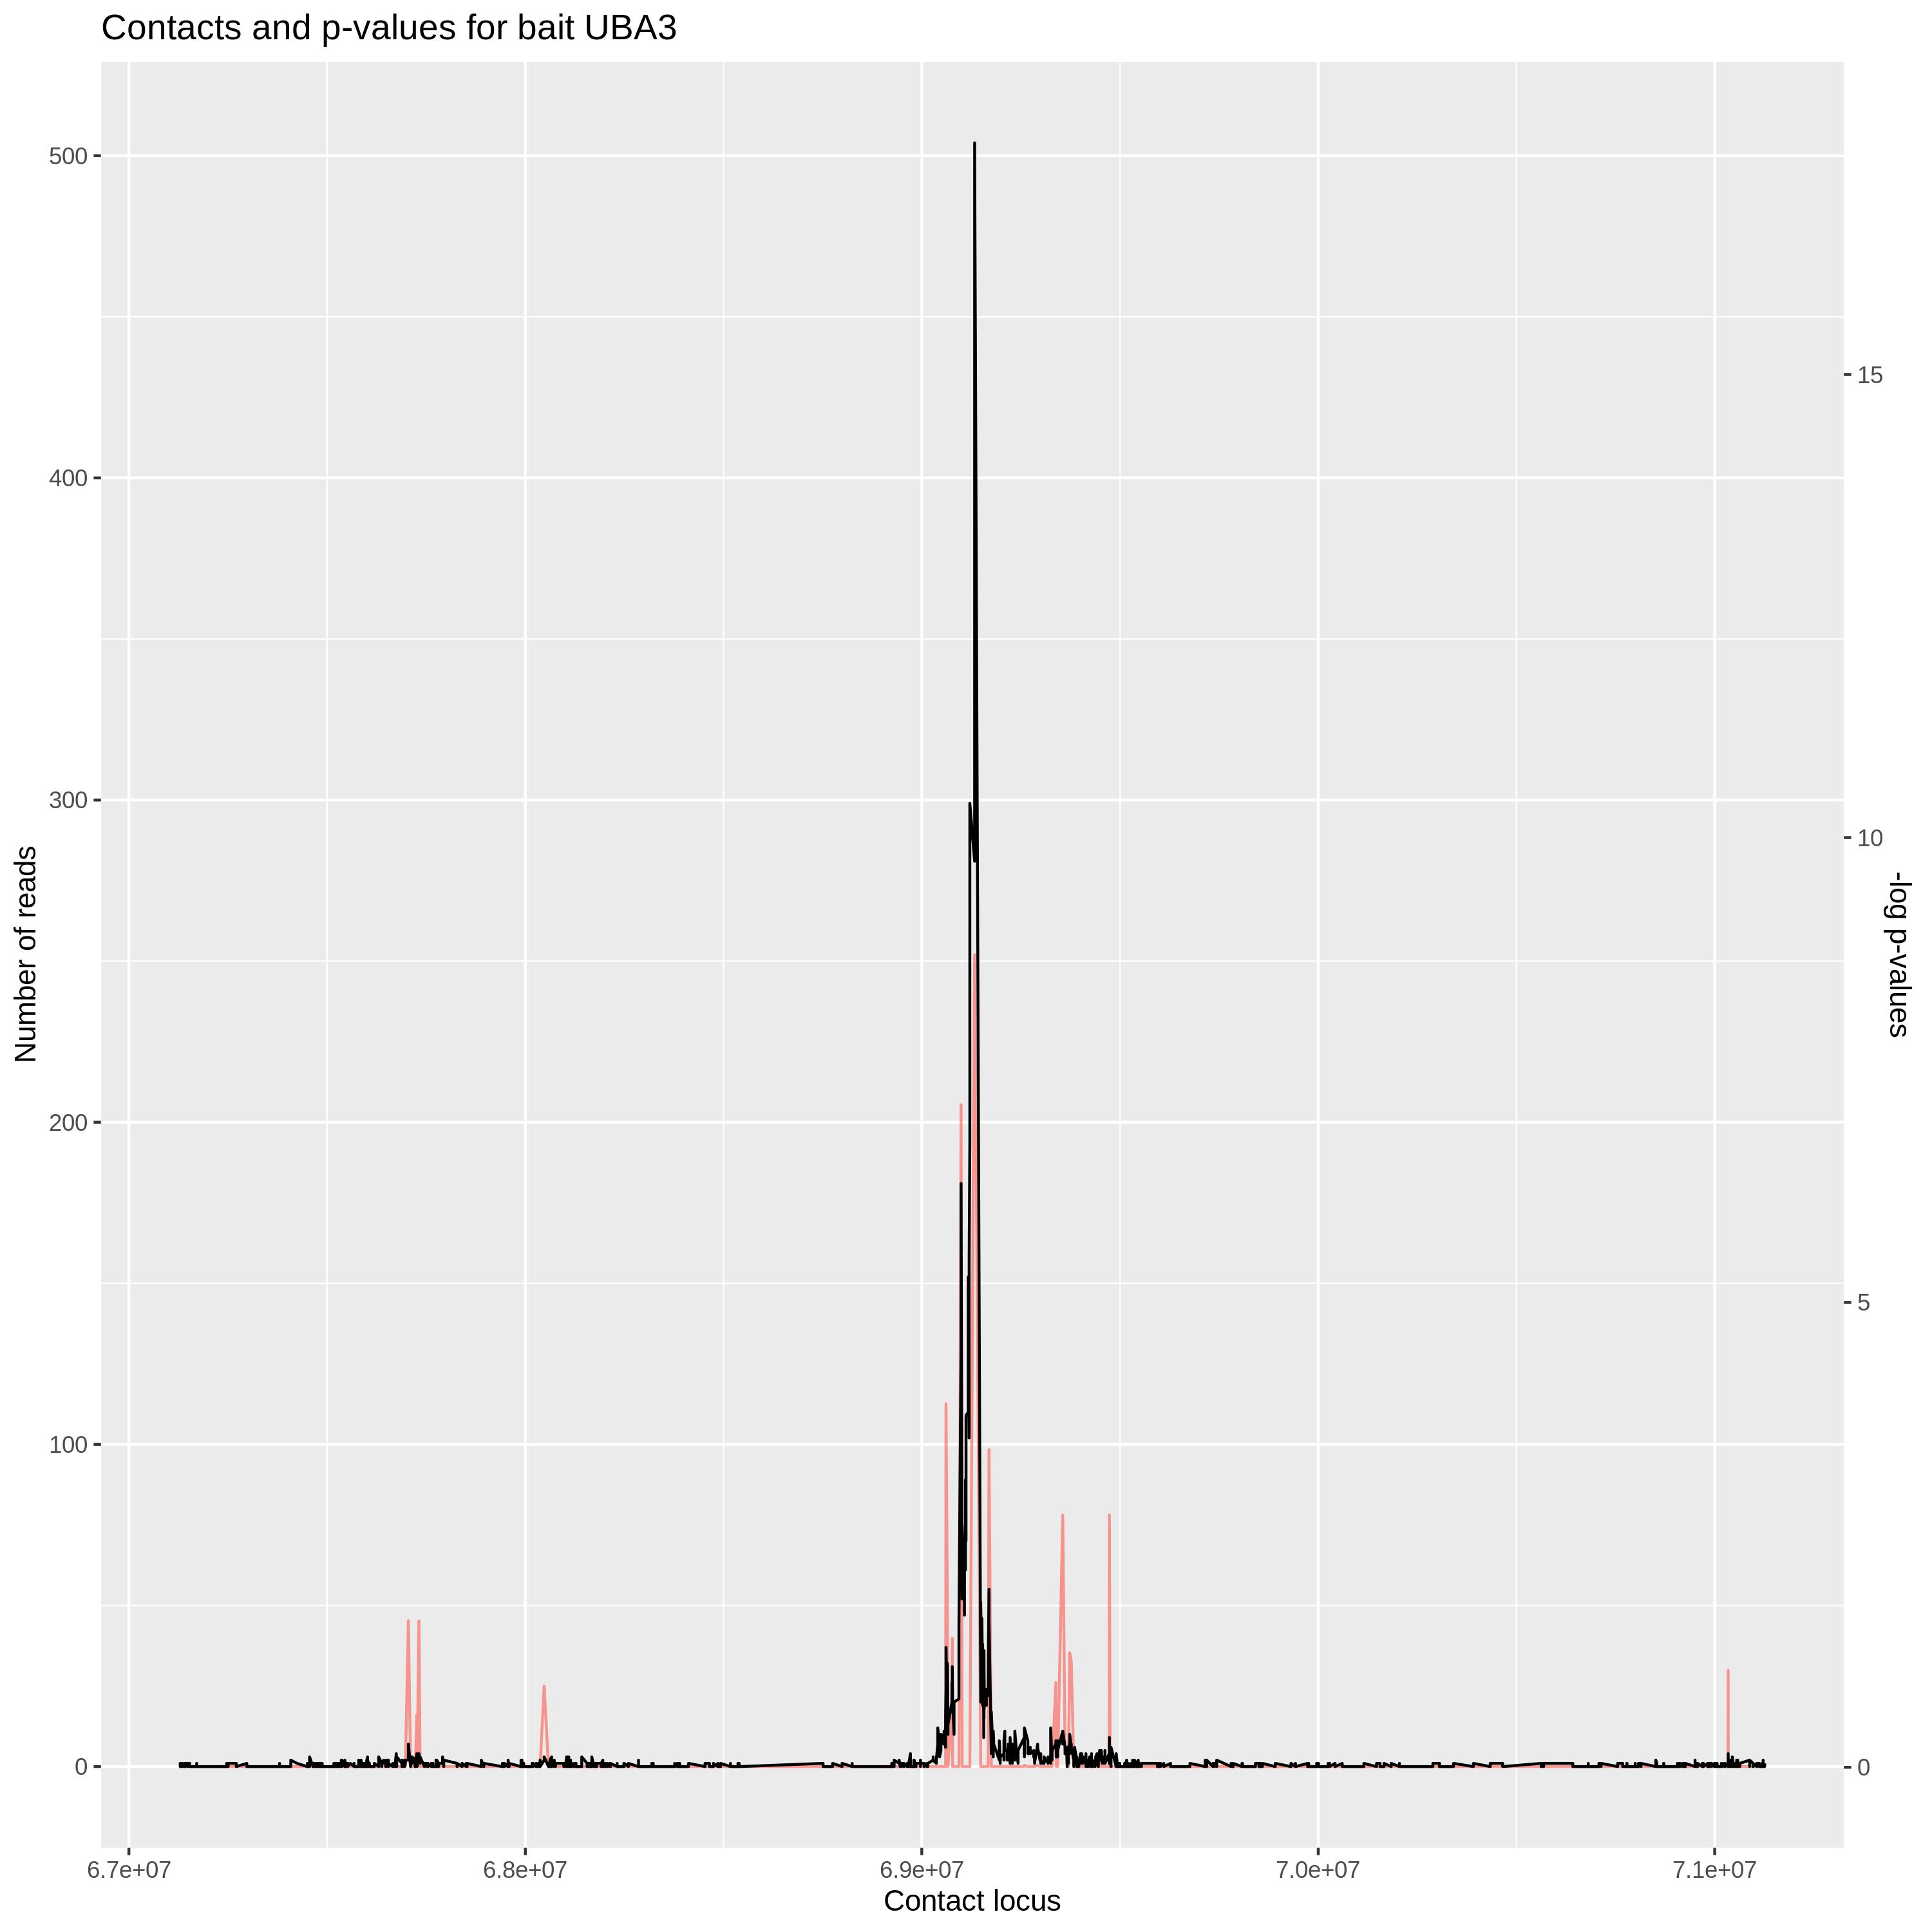 Contacts and p-values for bait UBA3
500
400
300
200
100
0
Number of reads
15
10
5
0
-log p-values
6.7e+07 6.8e+07 6.9e+07 7.0e+07 7.1e+07
Contact locus